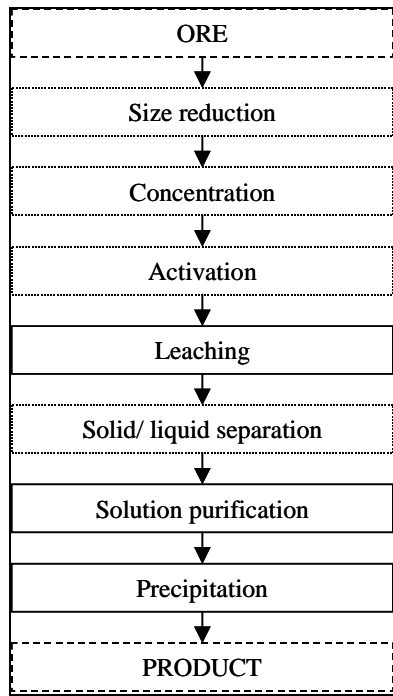 ORE
Size reduction
Concentration
Activation
Leaching
Solid/ liquid separation
Solution purification
Precipitation
PRODUCT